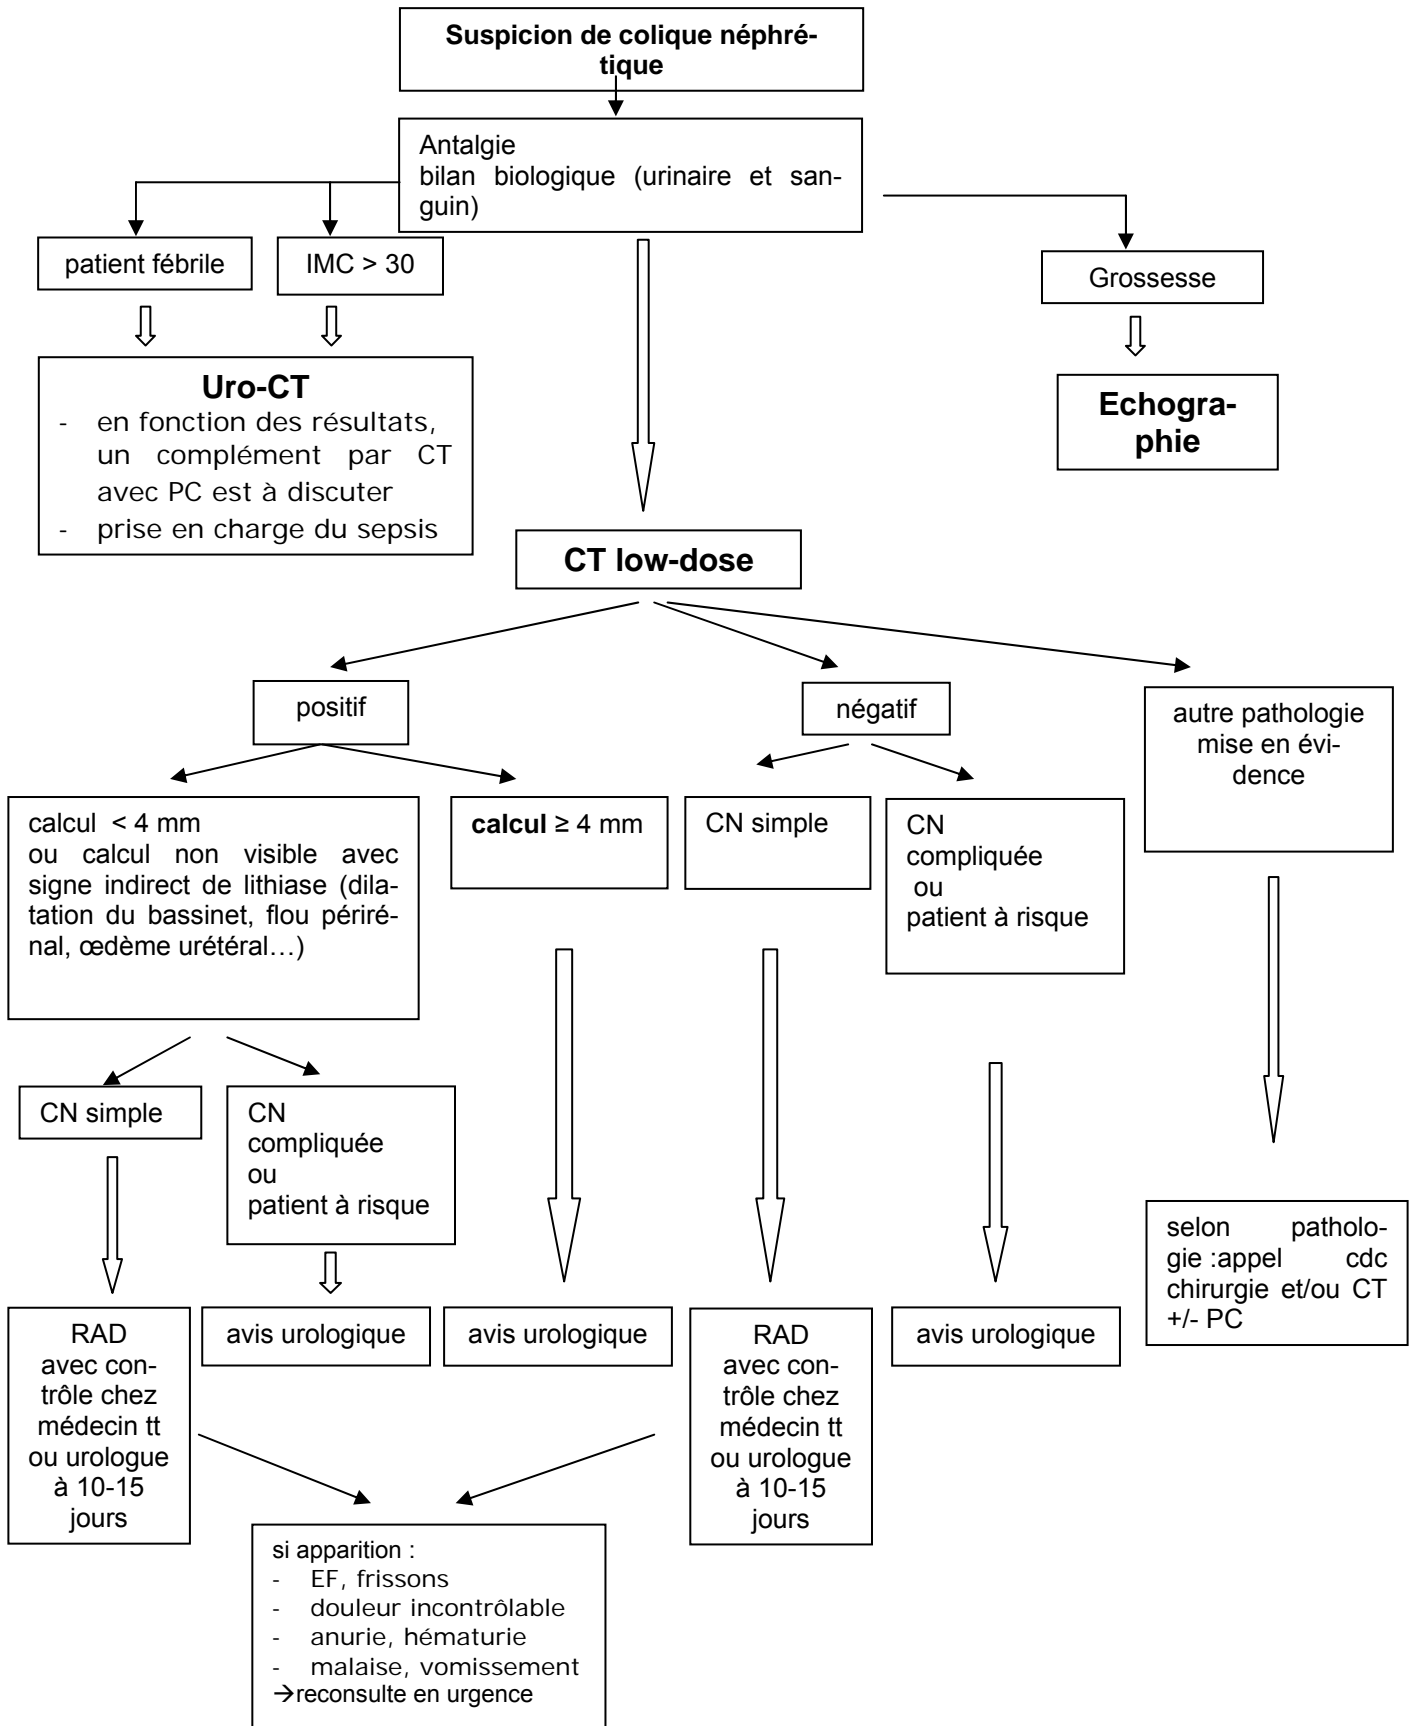 Suspicion de colique néphré-
tique
Antalgie
bilan biologique (urinaire et san-
guin)
patient fébrile
IMC > 30
Grossesse
Uro-CT
- en fonction des résultats,
un complément par CT
avec PC est à discuter
- prise en charge du sepsis
Echogra-
phie
CT low-dose
positif
négatif
autre pathologie
mise en évi-
dence
calcul < 4 mm
ou calcul non visible avec
signe indirect de lithiase (dila-
tation du bassinet, flou périré-
nal, œdème urétéral…)
calcul ≥ 4 mm
CN simple
CN
compliquée
ou
patient à risque
CN simple
CN
compliquée
ou
patient à risque
selon patholo-
gie :appel cdc
chirurgie et/ou CT
+/- PC
RAD
avec con-
trôle chez
médecin tt
ou urologue
à 10-15
jours
avis urologique
avis urologique
RAD
avec con-
trôle chez
médecin tt
ou urologue
à 10-15
jours
avis urologique
si apparition :
- EF, frissons
- douleur incontrôlable
- anurie, hématurie
- malaise, vomissement
→reconsulte en urgence